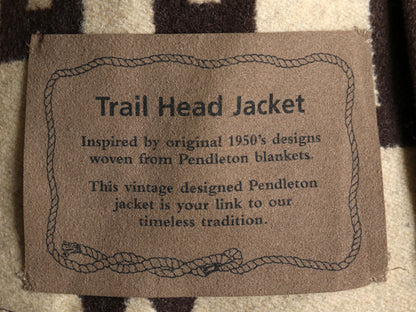 Trail Head Jacket
Inspired by original 1950's designs
woven from Pendleton blankets.
This vintage designed Pendleton
jacket is your link to our
timeless tradition.